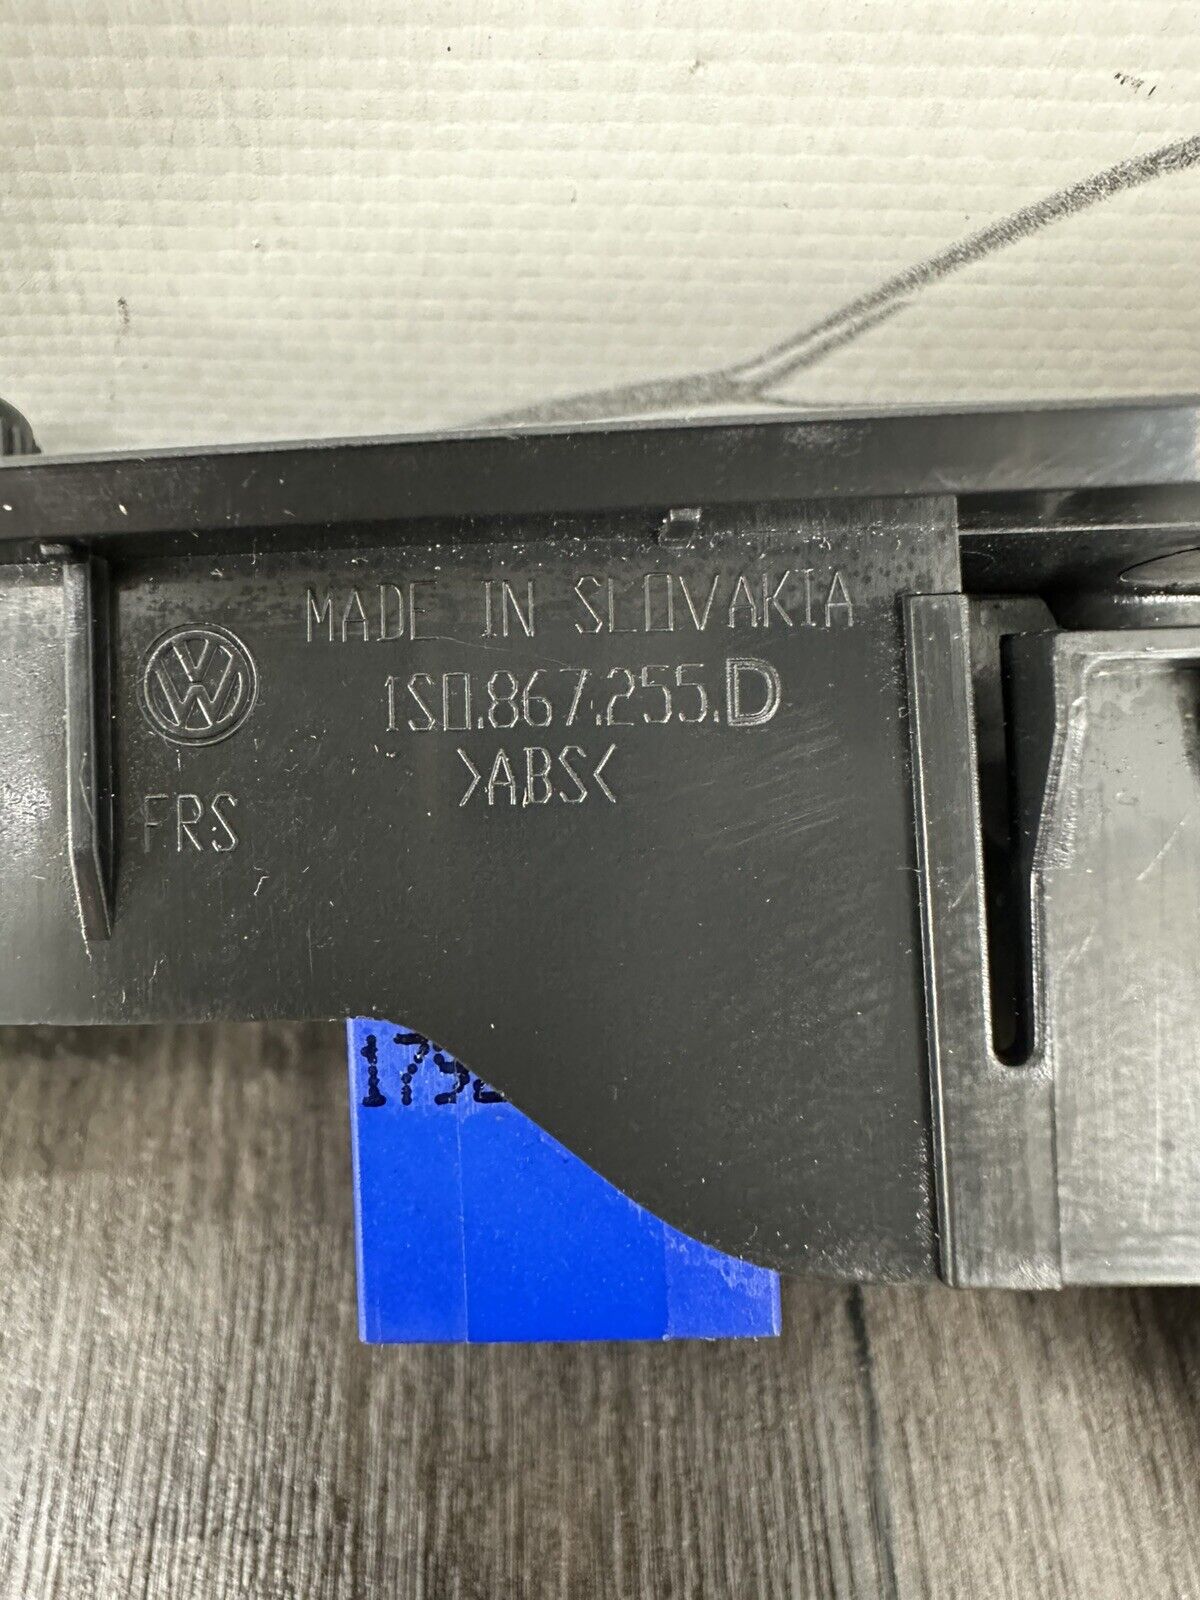 MADE IN SLOVAKIA
1S0.867.255.D
>ABS<
FRS